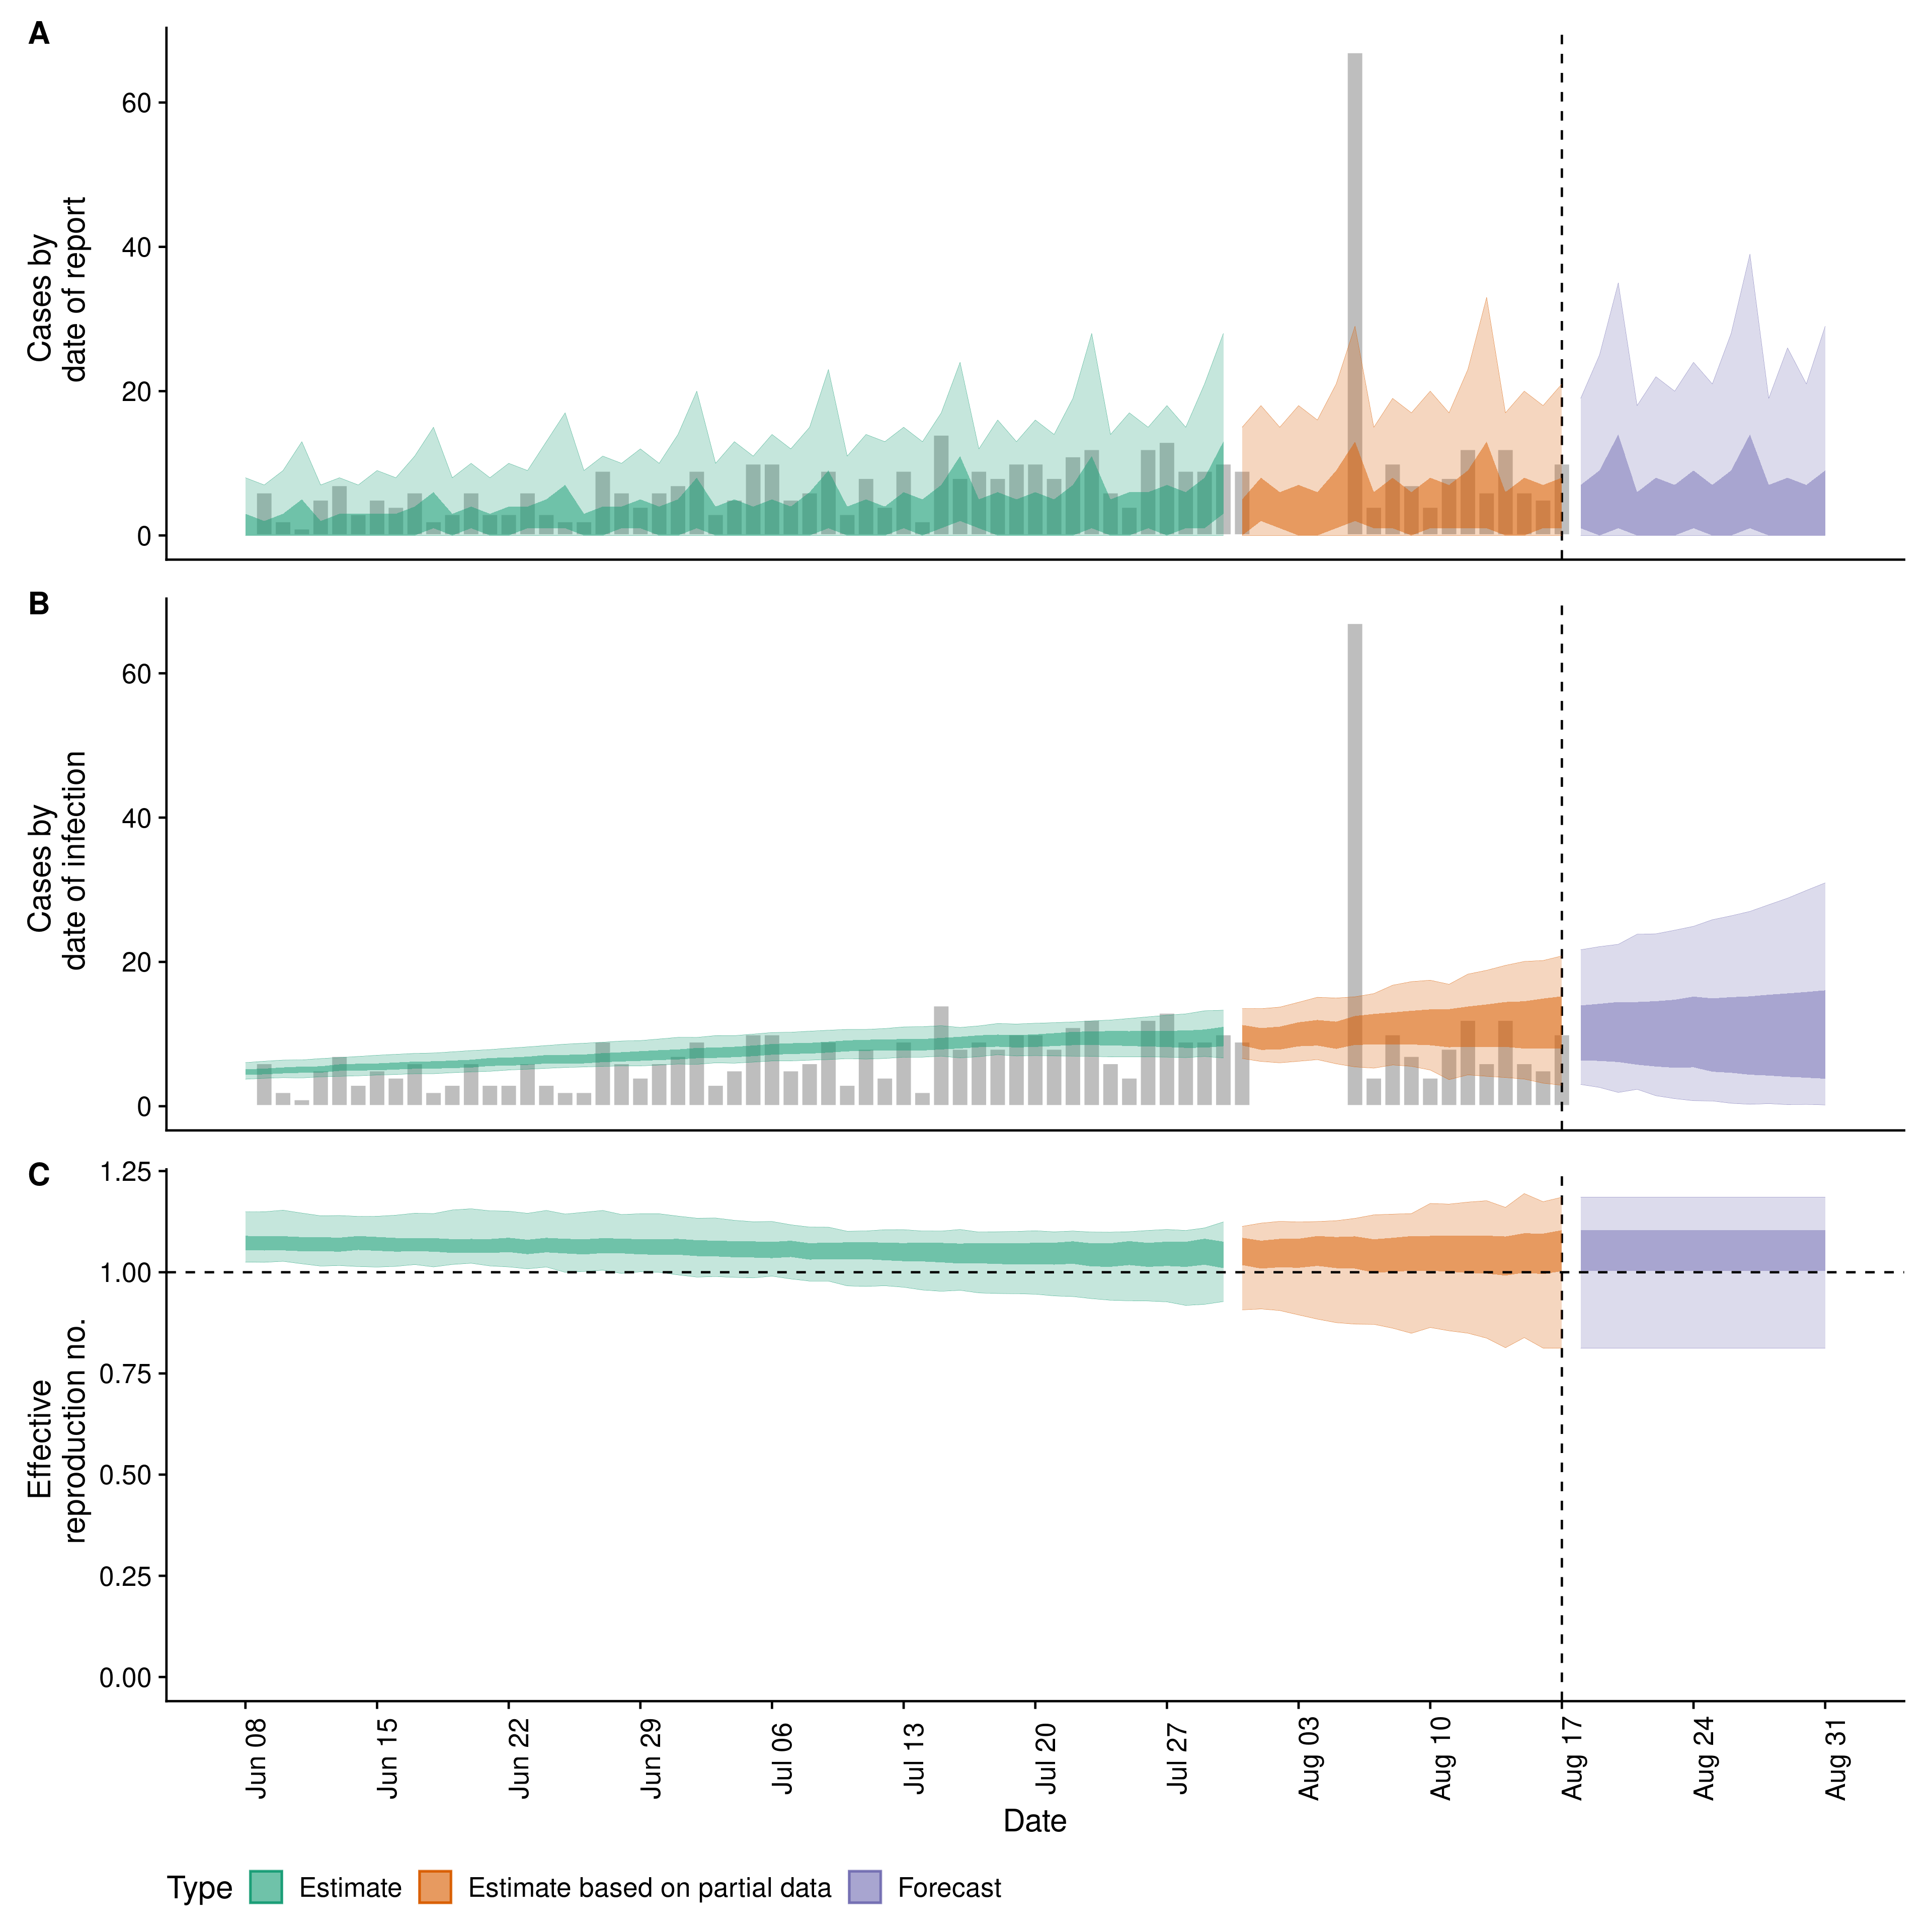 A
Cases by
date of report
60
40
20
0
B
Cases by
date of infection
60
40
20
0
C
Effective
reproduction no.
1.25
1.00
0.75
0.50
0.25
0.00
Jun 08
Jun 15
Jun 22
Jun 29
Jul 06
Jul 13
Jul 20
Jul 27
Aug 03
Aug 10
Aug 17
Aug 24
Aug 31
Date
Type Estimate Estimate based on partial data Forecast